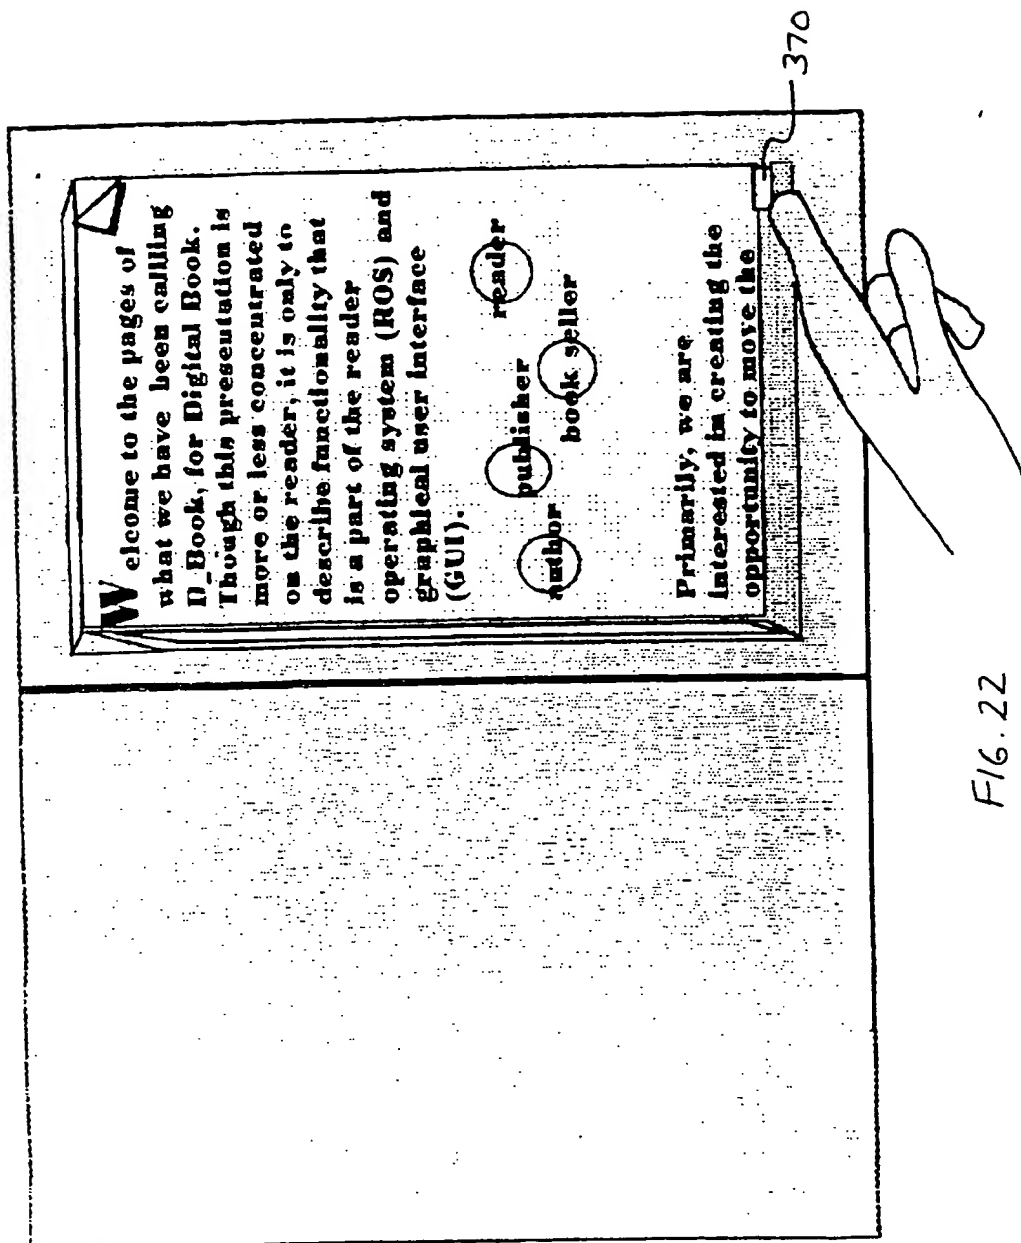 Welcome to the pages of
what we have been callling
D_Book, for Digital Book.
Though this presentation is
more or less concentrated
on the reader, it is only to
describe functionality that
is a part of the reader
operating system (ROS) and
graphical user interface
(GUI).
author
publisher
book seller
reader
Primarily, we are
interested in creating the
opportunity to move the
370
FIG. 22